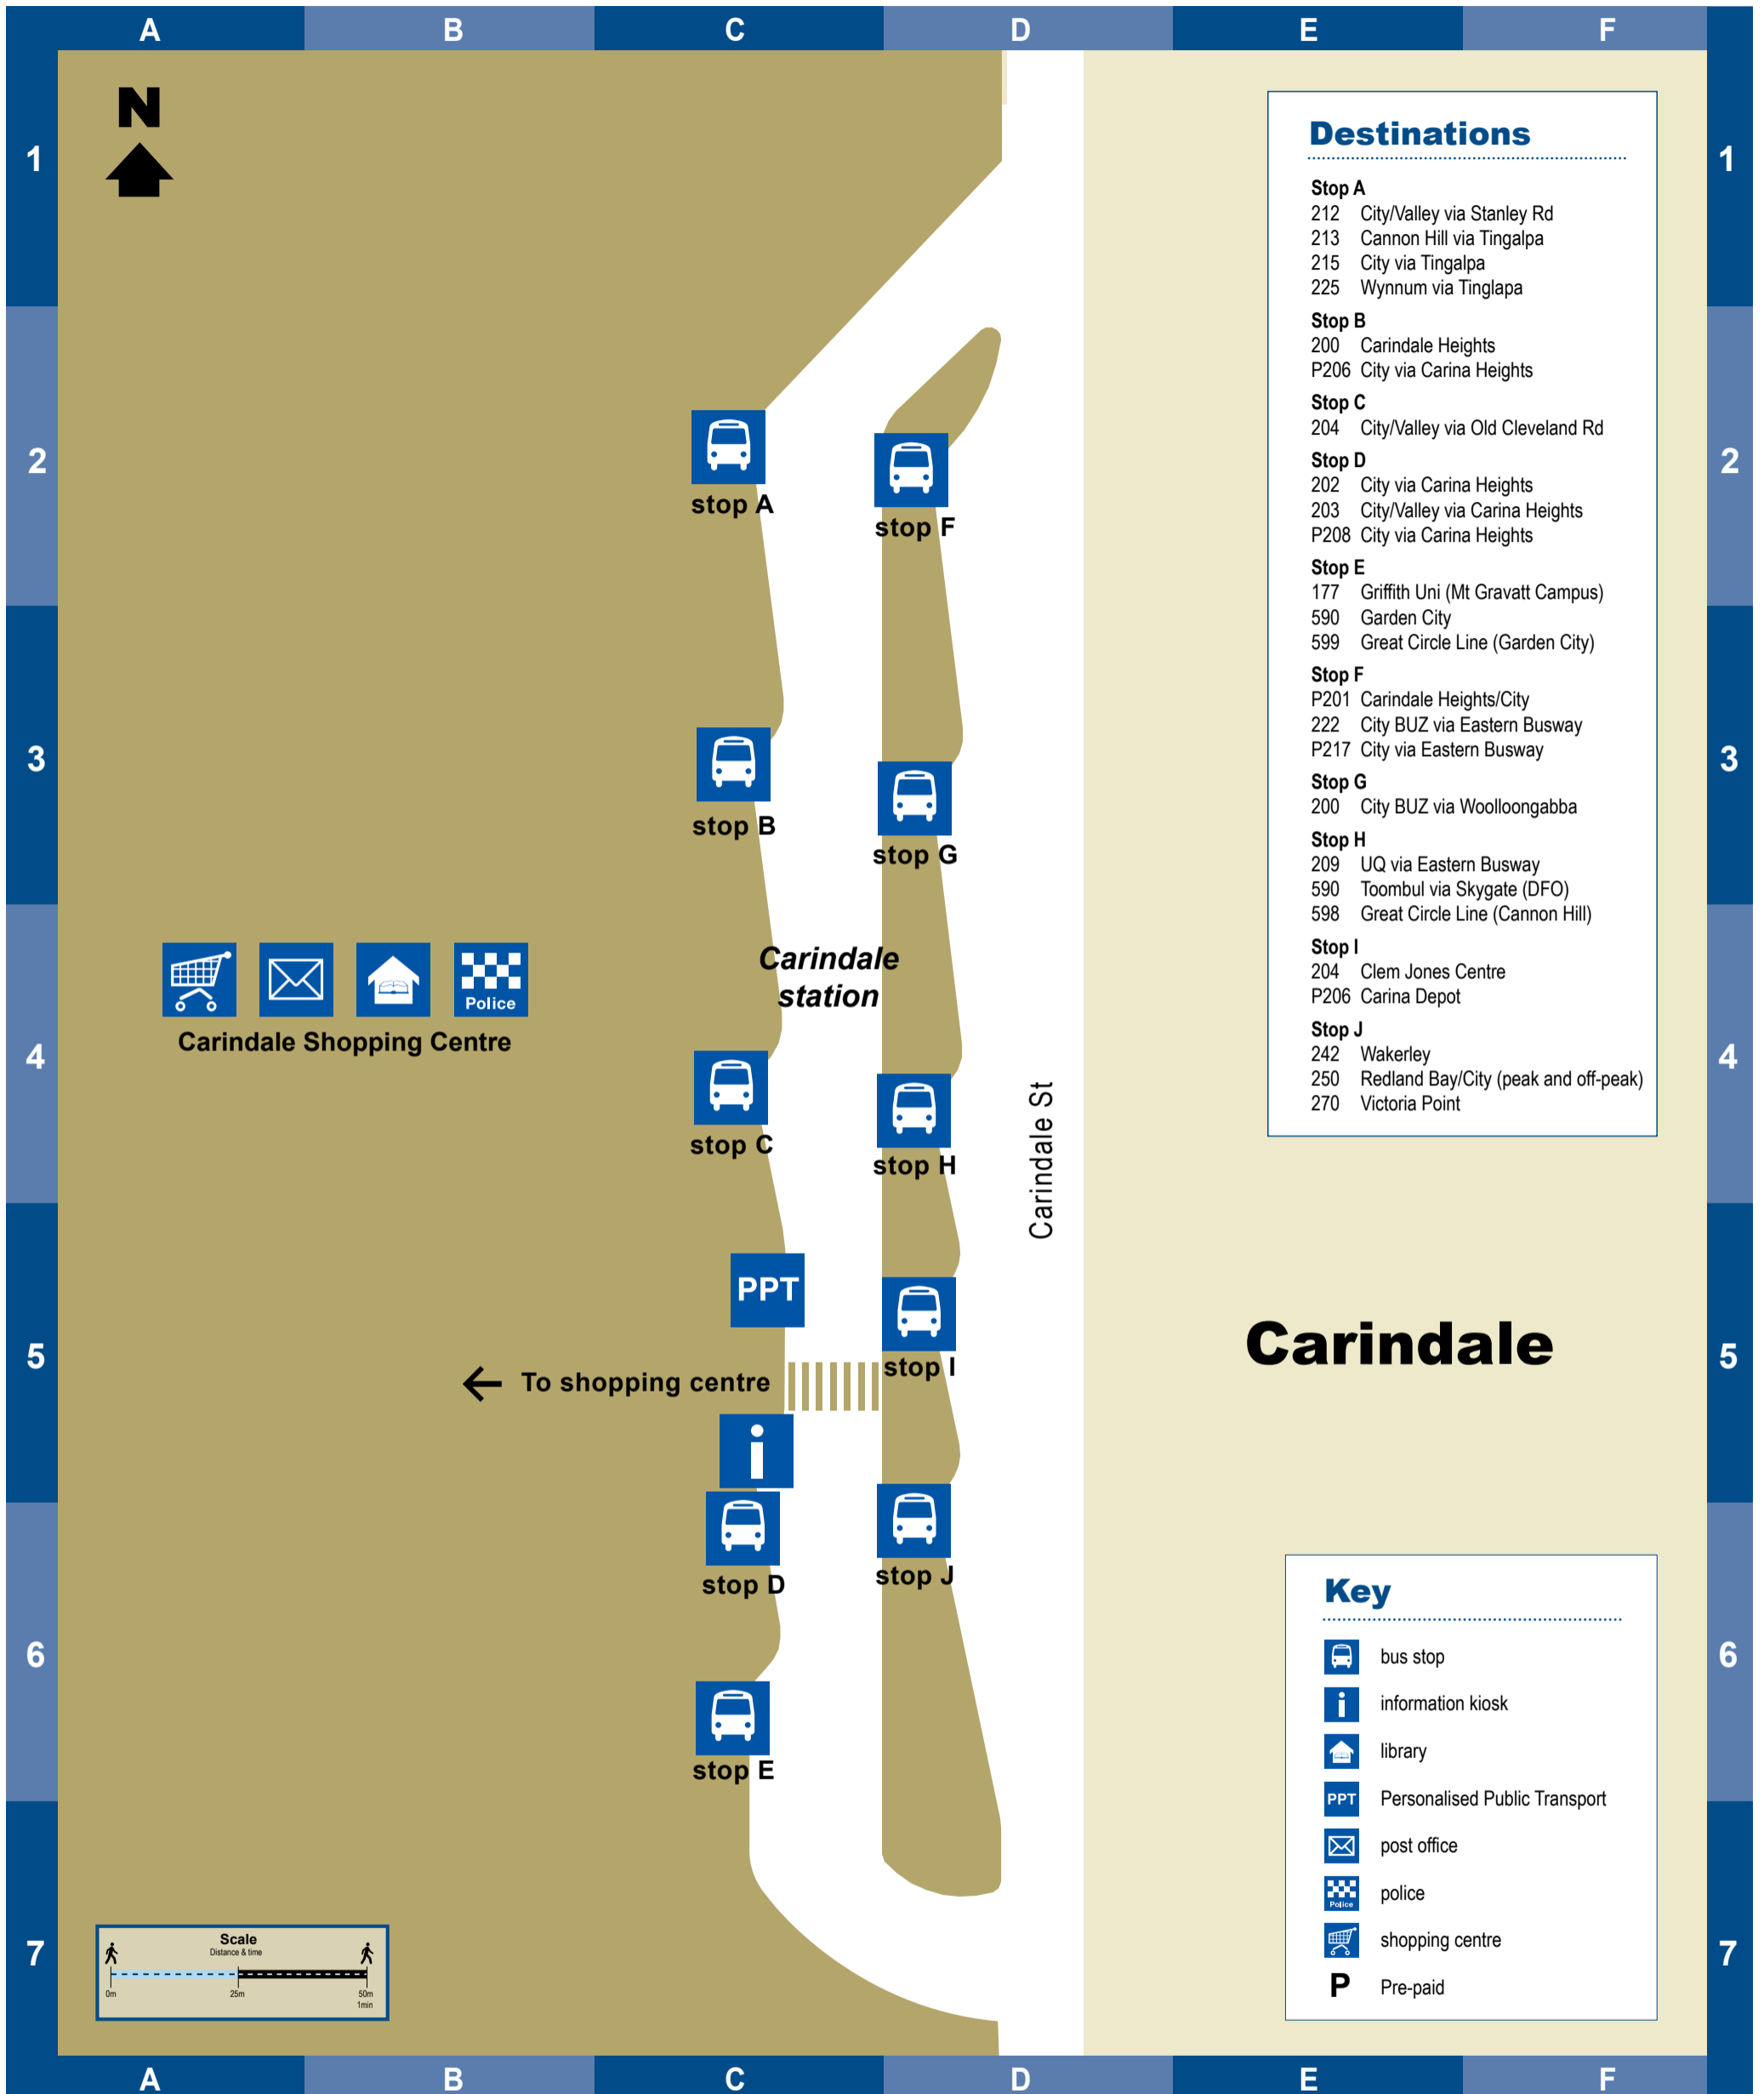 A B C D E F
N
1 1
2 2
3 3
4 4
5 5
6 6
7 7
Destinations
Stop A
212 City/Valley via Stanley Rd
213 Cannon Hill via Tingalpa
215 City via Tingalpa
225 Wynnum via Tinglapa
Stop B
200 Carindale Heights
P206 City via Carina Heights
Stop C
204 City/Valley via Old Cleveland Rd
Stop D
202 City via Carina Heights
203 City/Valley via Carina Heights
P208 City via Carina Heights
Stop E
177 Griffith Uni (Mt Gravatt Campus)
590 Garden City
599 Great Circle Line (Garden City)
Stop F
P201 Carindale Heights/City
222 City BUZ via Eastern Busway
P217 City via Eastern Busway
Stop G
200 City BUZ via Woolloongabba
Stop H
209 UQ via Eastern Busway
590 Toombul via Skygate (DFO)
598 Great Circle Line (Cannon Hill)
Stop I
204 Clem Jones Centre
P206 Carina Depot
Stop J
242 Wakerley
250 Redland Bay/City (peak and off-peak)
270 Victoria Point
stop A
stop F
stop B
stop G
Carindale
station
Police
Carindale Shopping Centre
stop C
stop H
Carindale St
PPT
stop I
To shopping centre
Carindale
i
stop D
stop J
stop E
Key
bus stop
i information kiosk
library
PPT Personalised Public Transport
post office
Police police
shopping centre
P Pre-paid
Scale
Distance & time
0m 25m 50m
1min
A B C D E F